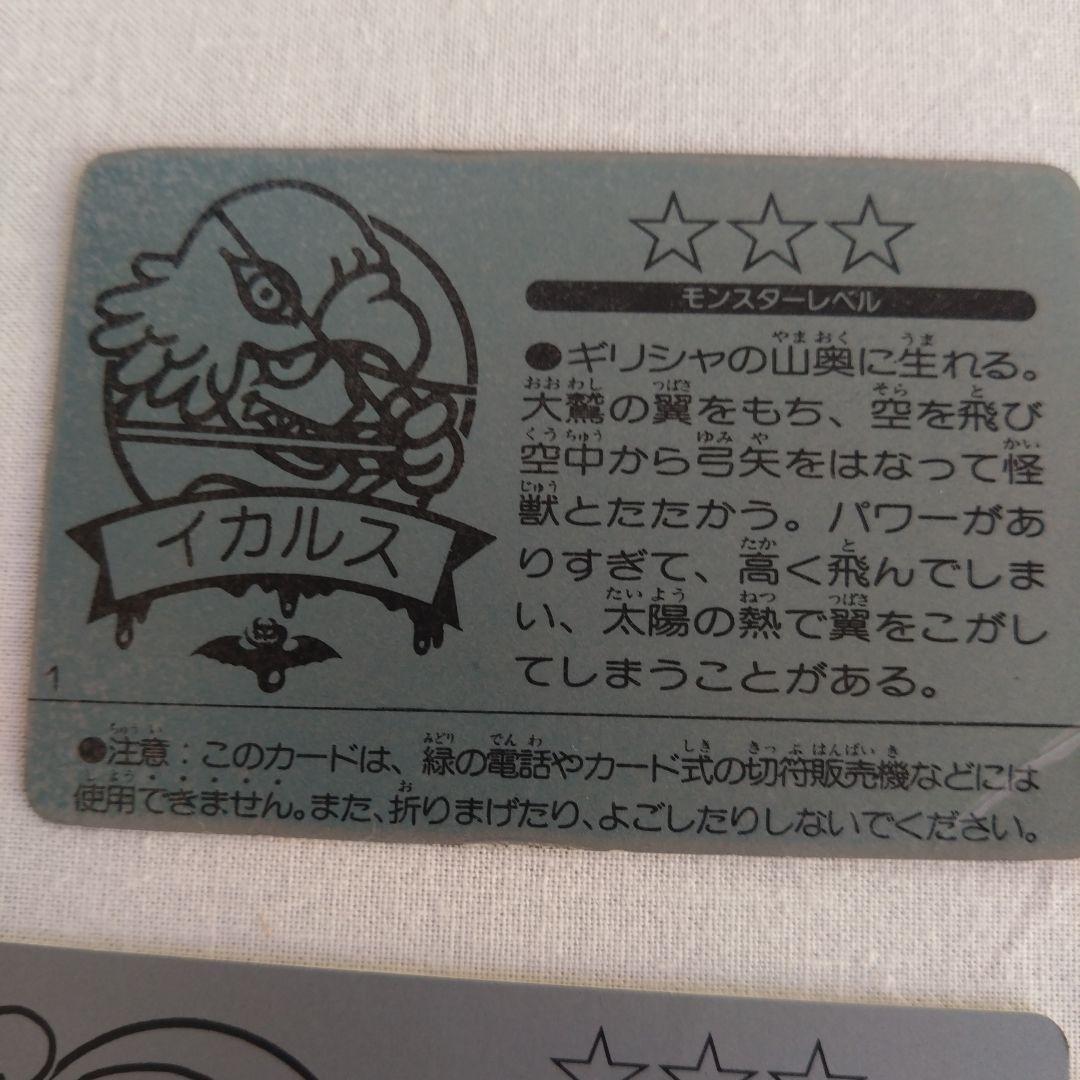 ☆☆☆
モンスターレベル
●ギリシャの山奥に生れる。
大鷲の翼をもち、空を飛び
空中から弓矢をはなって怪
獣とたたかう。パワーがあ
りすぎて、高く飛んでしま
い、太陽の熱で翼をこがし
てしまうことがある。
イカルス
1
●注意：このカードは、緑の電話やカード式の切符販売機などには
使用できません。また、折りまげたり、よごしたりしないでください。
☆☆☆